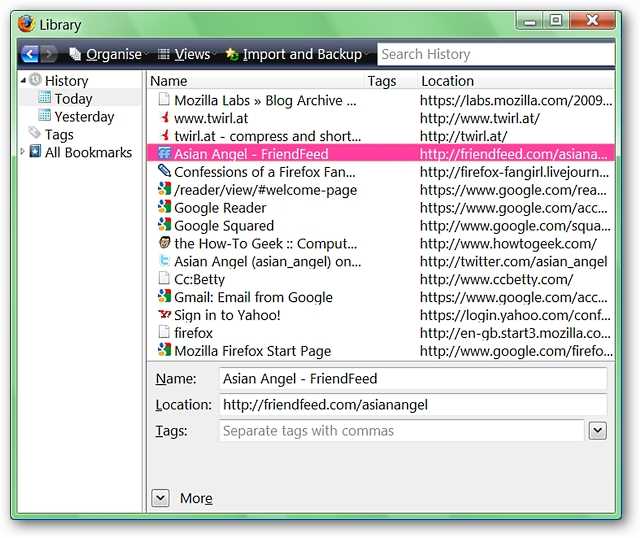 Library
Organise Views Import and Backup Search History
History
Today
Yesterday
Tags
All Bookmarks
Name Tags Location
Mozilla Labs » Blog Archive ... https://labs.mozilla.com/2009...
www.twirl.at http://www.twirl.at/
twirl.at - compress and short... http://twirl.at/
Asian Angel - FriendFeed http://friendfeed.com/asiana...
Confessions of a Firefox Fan... http://firefox-fangirl.livejourn...
/reader/view/#welcome-page https://www.google.com/rea...
Google Reader https://www.google.com/acc...
Google Squared http://www.google.com/squa...
the How-To Geek :: Comput... http://www.howtogeek.com/
Asian Angel (asian_angel) on... http://twitter.com/asian_angel
Cc:Betty http://www.ccbetty.com/
Gmail: Email from Google https://www.google.com/acc...
Sign in to Yahoo! https://login.yahoo.com/conf...
firefox http://en-gb.start3.mozilla.co...
Mozilla Firefox Start Page http://www.google.com/firefo...
Name: Asian Angel - FriendFeed
Location: http://friendfeed.com/asianangel
Tags: Separate tags with commas
More